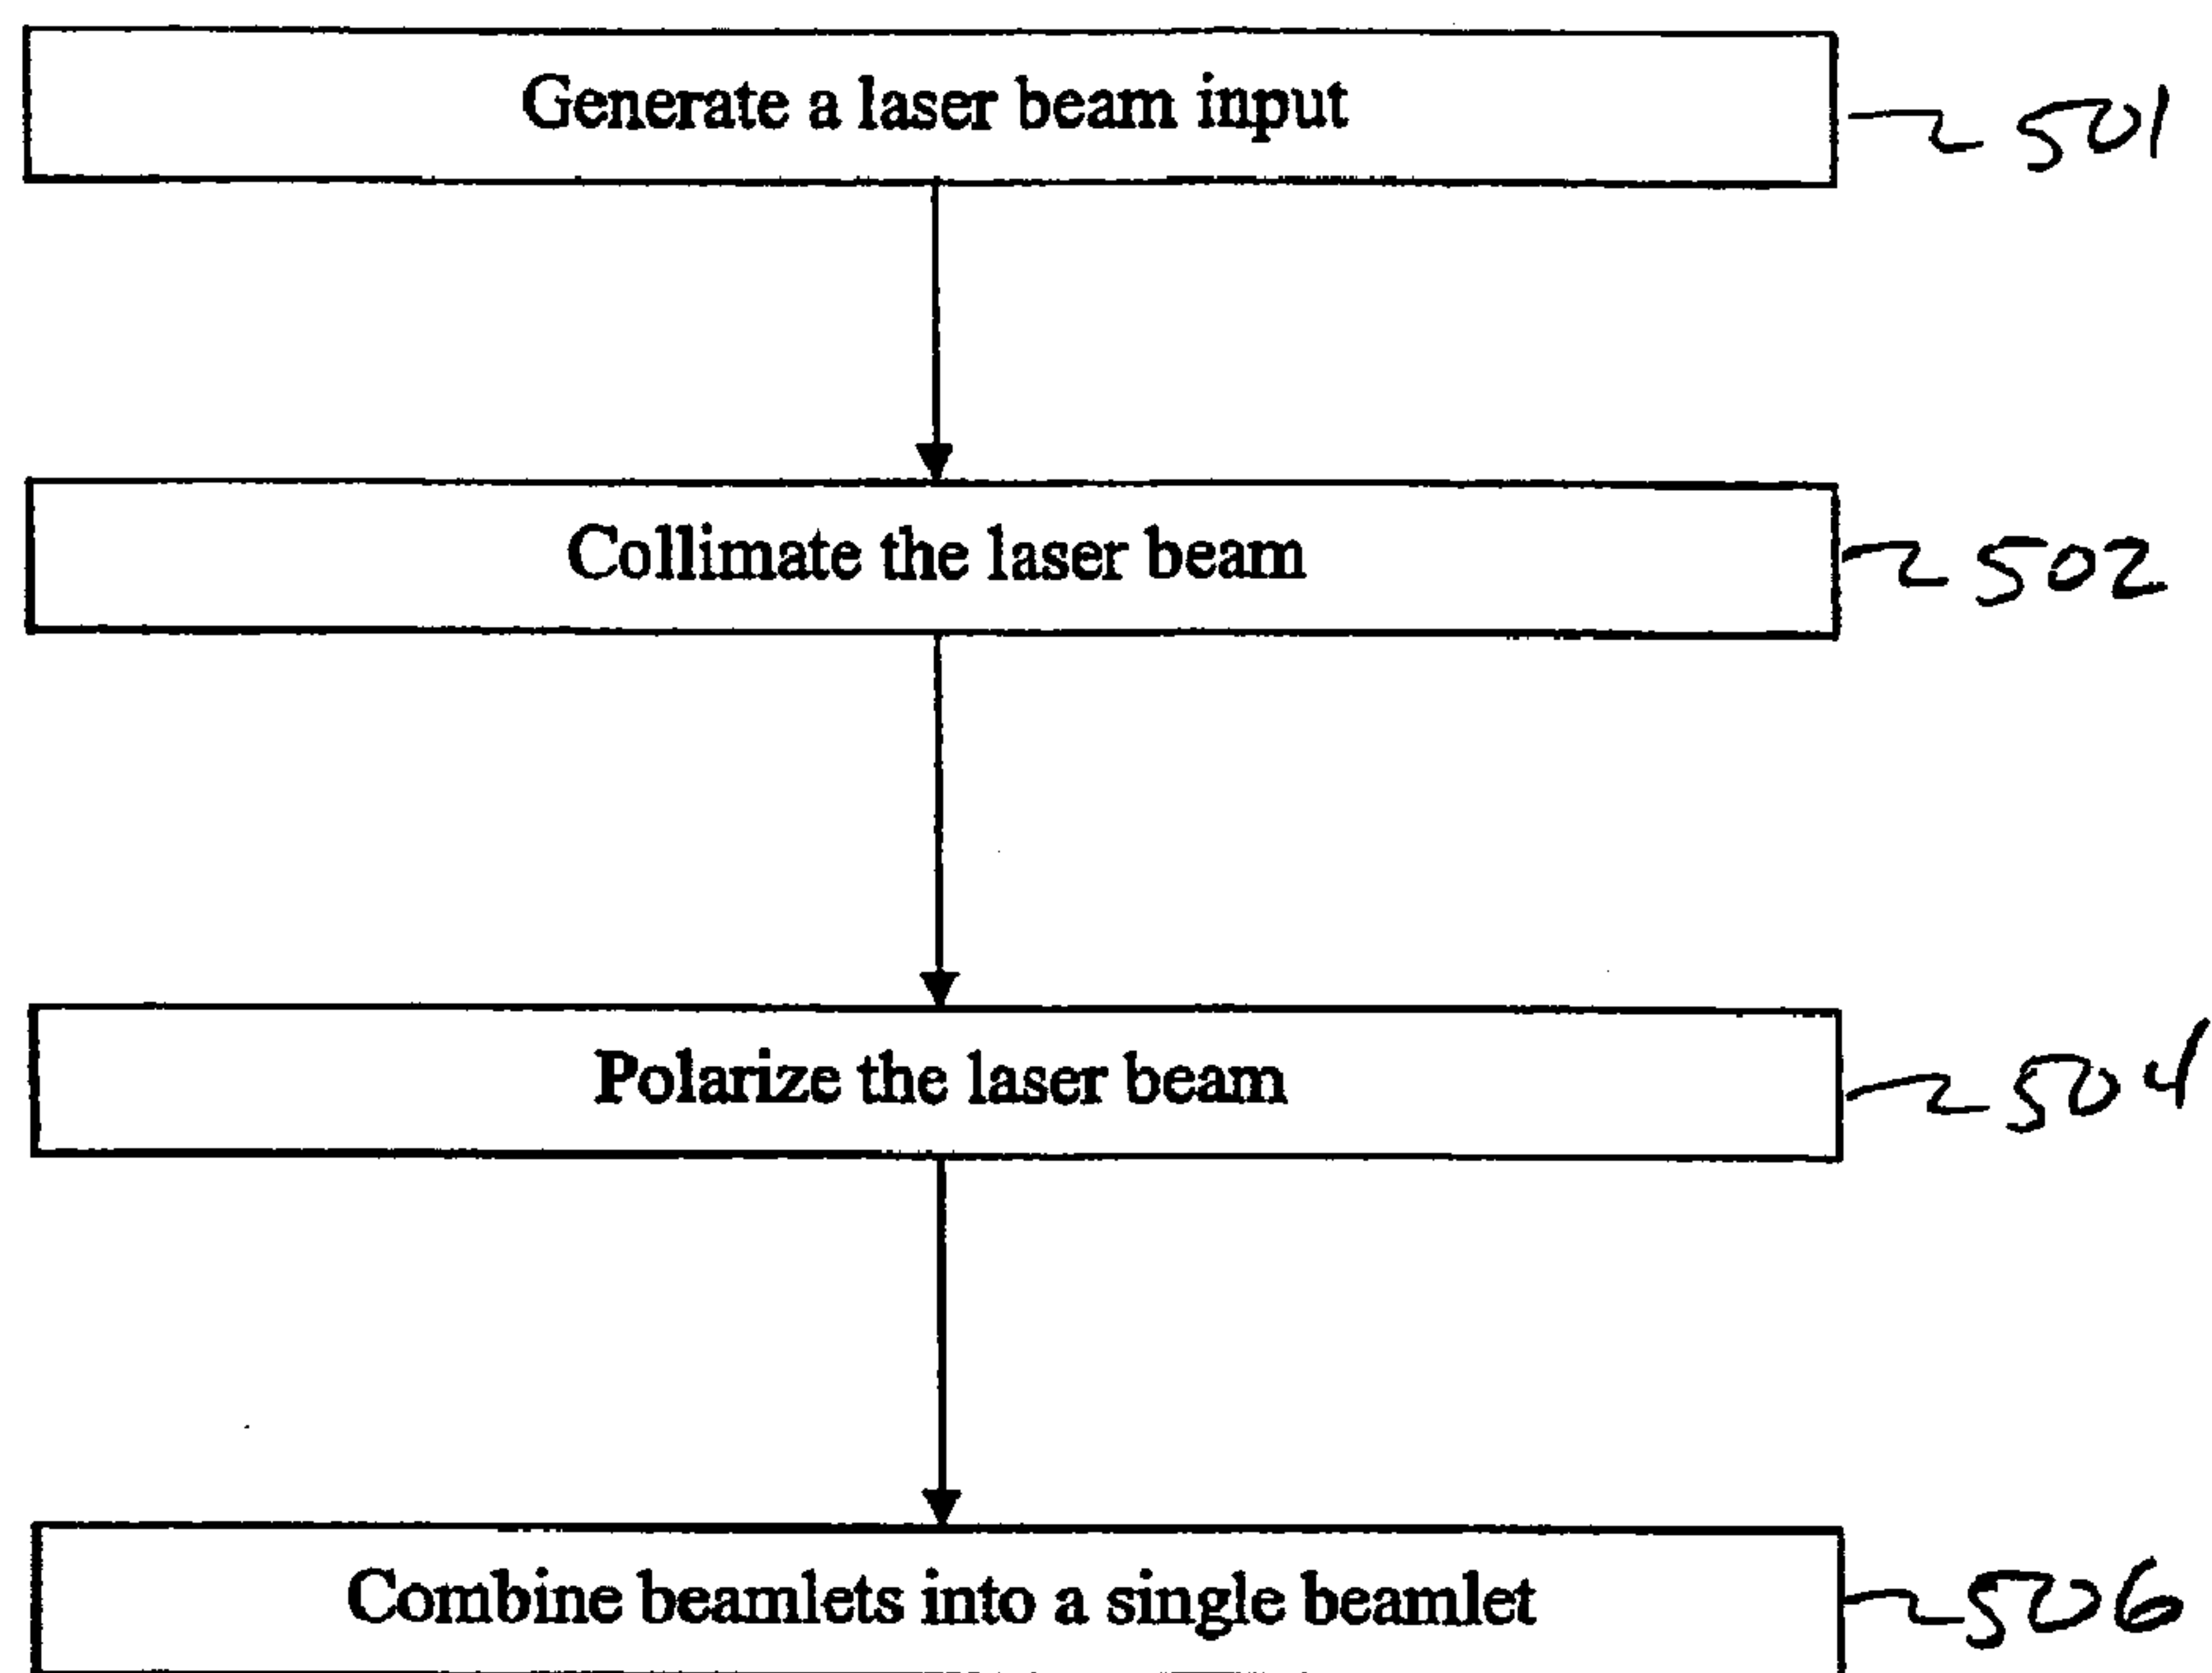 Generate a laser beam input
501
Collimate the laser beam
502
Polarize the laser beam
504
Combine beamlets into a single beamlet
506